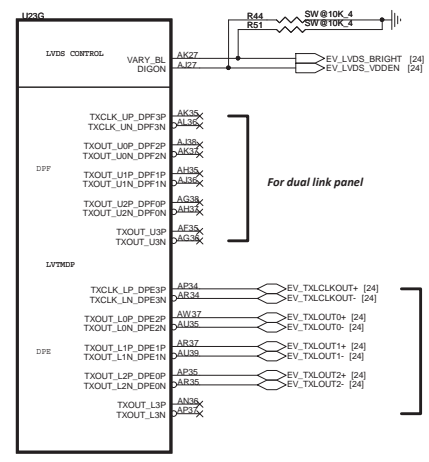 U23G
R44 SW@10K_4
R51 SW@10K_4
LVDS CONTROL
VARY_BL AK27 EV_LVDS_BRIGHT [24]
DIGON AJ27 EV_LVDS_VDDEN [24]
TXCLK_UP_DPF3P AK35
TXCLK_UN_DPF3N AL36
TXOUT_U0P_DPF2P AJ38
TXOUT_U0N_DPF2N AK37
DPF
TXOUT_U1P_DPF1P AH35
TXOUT_U1N_DPF1N AJ36
For dual link panel
TXOUT_U2P_DPF0P AG38
TXOUT_U2N_DPF0N AH37
TXOUT_U3P AF35
TXOUT_U3N AG36
LVTMDP
TXCLK_LP_DPE3P AP34 EV_TXLCLKOUT+ [24]
TXCLK_LN_DPE3N AR34 EV_TXLCLKOUT- [24]
TXOUT_L0P_DPE2P AW37 EV_TXLOUT0+ [24]
TXOUT_L0N_DPE2N AU35 EV_TXLOUT0- [24]
DPE
TXOUT_L1P_DPE1P AR37 EV_TXLOUT1+ [24]
TXOUT_L1N_DPE1N AU39 EV_TXLOUT1- [24]
TXOUT_L2P_DPE0P AP35 EV_TXLOUT2+ [24]
TXOUT_L2N_DPE0N AR35 EV_TXLOUT2- [24]
TXOUT_L3P AN36
TXOUT_L3N AP37